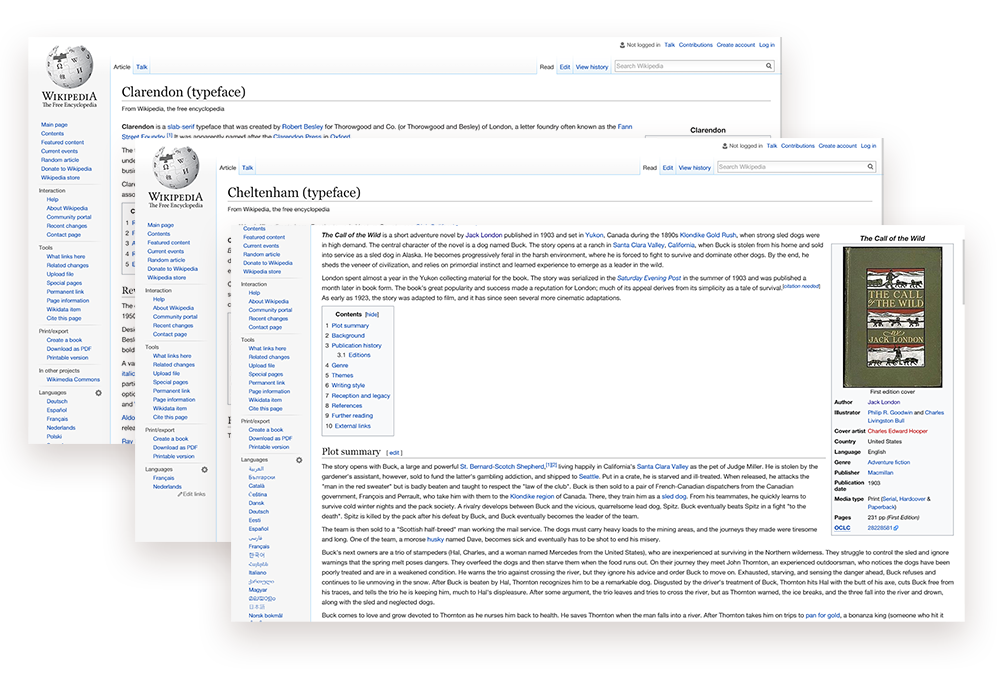 Not logged in Talk Contributions Create account Log in
Article Talk
Read Edit View history
Search Wikipedia
WIKIPEDIA
The Free Encyclopedia
Clarendon (typeface)
From Wikipedia, the free encyclopedia
Clarendon is a slab-serif typeface that was created by Robert Besley for Thorowgood and Co. (or Thorowgood and Besley) of London, a letter foundry often known as the Fann
Street Foundry.[1] It was apparently named after the Clarendon Press in Oxford.
Clarendon
Main page
Contents
Featured content
Current events
Random article
Donate to Wikipedia
Wikipedia store
Interaction
Help
About Wikipedia
Community portal
Recent changes
Contact page
Tools
What links here
Related changes
Upload file
Special pages
Permanent link
Page information
Wikidata item
Cite this page
Print/export
Create a book
Download as PDF
Printable version
In other projects
Wikimedia Commons
Languages
Deutsch
Español
Français
Nederlands
Polski
Not logged in Talk Contributions Create account Log in
Article Talk
Read Edit View history
Search Wikipedia
WIKIPEDIA
The Free Encyclopedia
Cheltenham (typeface)
From Wikipedia, the free encyclopedia
Main page
Contents
Featured content
Current events
Random article
Donate to Wikipedia
Wikipedia store
Interaction
Help
About Wikipedia
Community portal
Recent changes
Contact page
Tools
What links here
Related changes
Upload file
Special pages
Permanent link
Page information
Wikidata item
Cite this page
Print/export
Create a book
Download as PDF
Printable version
Languages
Français
Nederlands
Edit links
Contents
Featured content
Current events
Random article
Donate to Wikipedia
Wikipedia store
Interaction
Help
About Wikipedia
Community portal
Recent changes
Contact page
Tools
What links here
Related changes
Upload file
Special pages
Permanent link
Page information
Wikidata item
Cite this page
Print/export
Create a book
Download as PDF
Printable version
Languages
العربية
Български
Català
Čeština
Dansk
Deutsch
Eesti
Español
فارسی
Français
한국어
Italiano
ქართული
Magyar
മലയാളം
日本語
Norsk bokmål
The Call of the Wild is a short adventure novel by Jack London published in 1903 and set in Yukon, Canada during the 1890s Klondike Gold Rush, when strong sled dogs were
in high demand. The central character of the novel is a dog named Buck. The story opens at a ranch in Santa Clara Valley, California, when Buck is stolen from his home and sold
into service as a sled dog in Alaska. He becomes progressively feral in the harsh environment, where he is forced to fight to survive and dominate other dogs. By the end, he
sheds the veneer of civilization, and relies on primordial instinct and learned experience to emerge as a leader in the wild.
London spent almost a year in the Yukon collecting material for the book. The story was serialized in the Saturday Evening Post in the summer of 1903 and was published a
month later in book form. The book's great popularity and success made a reputation for London; much of its appeal derives from its simplicity as a tale of survival.[citation needed]
As early as 1923, the story was adapted to film, and it has since seen several more cinematic adaptations.
Contents [hide]
1 Plot summary
2 Background
3 Publication history
3.1 Editions
4 Genre
5 Themes
6 Writing style
7 Reception and legacy
8 References
9 Further reading
10 External links
The Call of the Wild
THE CALL
OF THE WILD
JACK LONDON
First edition cover
Author Jack London
Illustrator Philip R. Goodwin and Charles
Livingston Bull
Cover artist Charles Edward Hooper
Country United States
Language English
Genre Adventure fiction
Publisher Macmillan
Publication date 1903
Media type Print (Serial, Hardcover &
Paperback)
Pages 231 pp (First Edition)
OCLC 28228581
Plot summary [ edit ]
The story opens with Buck, a large and powerful St. Bernard-Scotch Shepherd,[1][2] living happily in California's Santa Clara Valley as the pet of Judge Miller. He is stolen by the
gardener's assistant, however, sold to fund the latter's gambling addiction, and shipped to Seattle. Put in a crate, he is starved and ill-treated. When released, he attacks the
"man in the red sweater" but is badly beaten and taught to respect the "law of the club". Buck is then sold to a pair of French-Canadian dispatchers from the Canadian
government, François and Perrault, who take him with them to the Klondike region of Canada. There, they train him as a sled dog. From his teammates, he quickly learns to
survive cold winter nights and the pack society. A rivalry develops between Buck and the vicious, quarrelsome lead dog, Spitz. Buck eventually beats Spitz in a fight "to the
death". Spitz is killed by the pack after his defeat by Buck, and Buck eventually becomes the leader of the team.
The team is then sold to a "Scottish half-breed" man working the mail service. The dogs must carry heavy loads to the mining areas, and the journeys they made were tiresome
and long. One of the team, a morose husky named Dave, becomes sick and eventually has to be shot to end his misery.
Buck's next owners are a trio of stampeders (Hal, Charles, and a woman named Mercedes from the United States), who are inexperienced at surviving in the Northern wilderness. They struggle to control the sled and ignore
warnings that the spring melt poses dangers. They overfeed the dogs and then starve them when the food runs out. On their journey they meet John Thornton, an experienced outdoorsman, who notices the dogs have been
poorly treated and are in a weakened condition. He warns the trio against crossing the river, but they ignore his advice and order Buck to move on. Exhausted, starving, and sensing the danger ahead, Buck refuses and
continues to lie unmoving in the snow. After Buck is beaten by Hal, Thornton recognizes him to be a remarkable dog. Disgusted by the driver's treatment of Buck, Thornton hits Hal with the butt of his axe, cuts Buck free from
his traces, and tells the trio he is keeping him, much to Hal's displeasure. After some argument, the trio leaves and tries to cross the river, but as Thornton warned, the ice breaks, and the three fall into the river and drown,
along with the sled and neglected dogs.
Buck comes to love and grow devoted to Thornton as he nurses him back to health. He saves Thornton when the man falls into a river. After Thornton takes him on trips to pan for gold, a bonanza king (someone who hit it